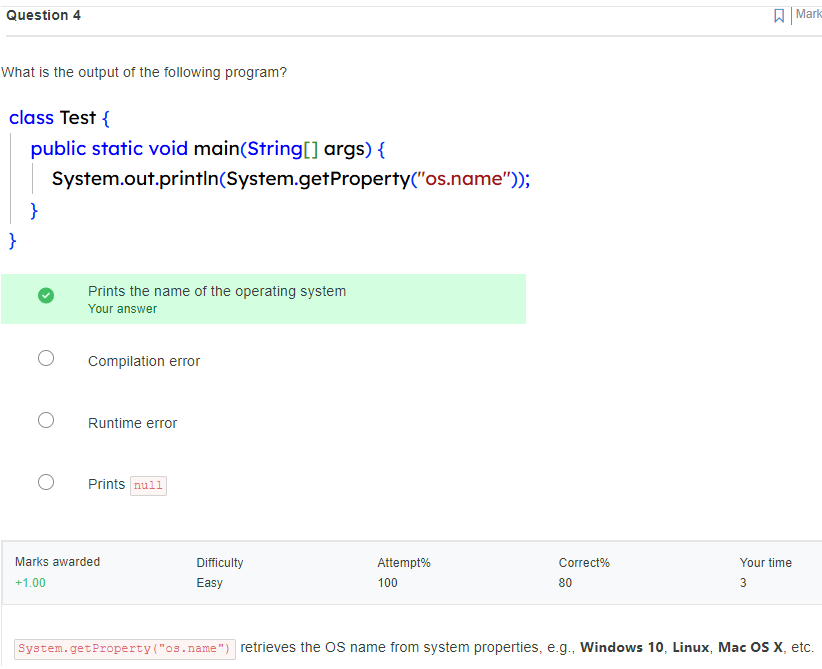 Question 4
Mark
What is the output of the following program?
class Test {
public static void main(String[] args) {
System.out.println(System.getProperty("os.name"));
}
}
Prints the name of the operating system
Your answer
Compilation error
Runtime error
Prints null
Marks awarded Difficulty Attempt% Correct% Your time
+1.00 Easy 100 80 3
System.getProperty("os.name") retrieves the OS name from system properties, e.g., Windows 10, Linux, Mac OS X, etc.